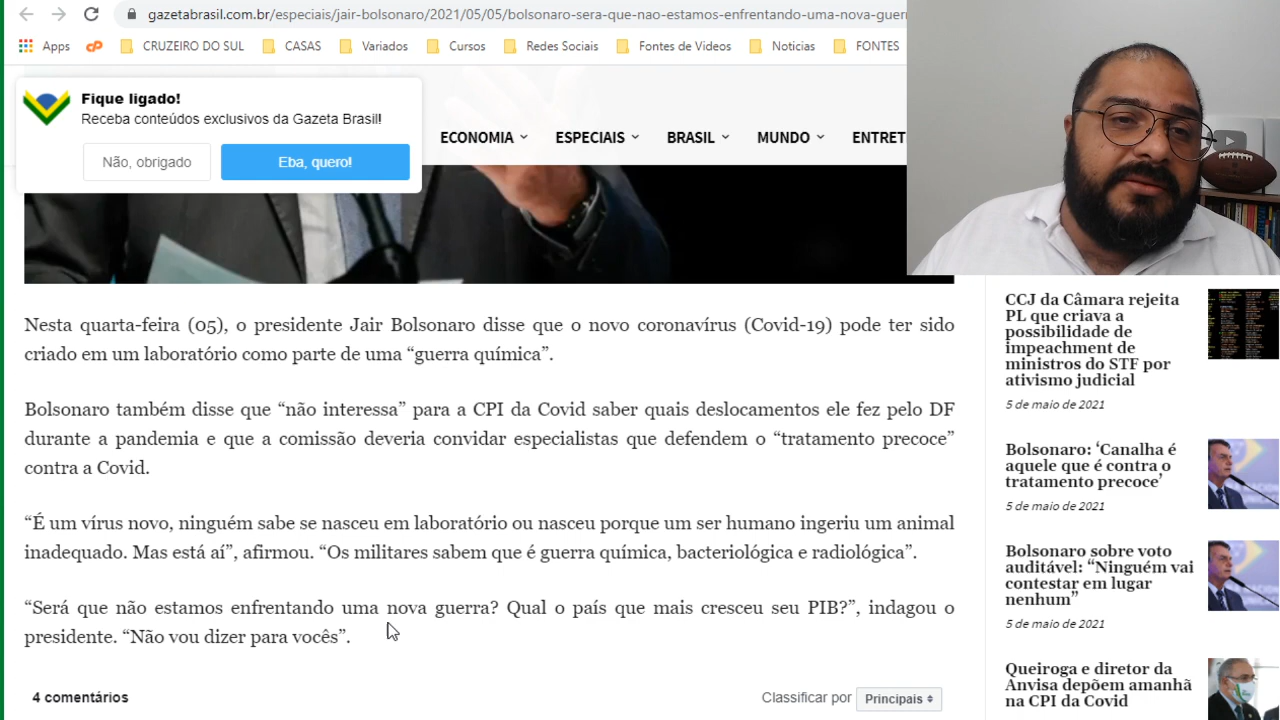 gazetabrasil.com.br/especiais/jair-bolsonaro/2021/05/05/bolsonaro-sera-que-nao-estamos-enfrentando-uma-nova-guerr
Apps
CRUZEIRO DO SUL
CASAS
Variados
Cursos
Redes Sociais
Fontes de Videos
Noticias
FONTES
Fique ligado!
Receba conteúdos exclusivos da Gazeta Brasil!
Não, obrigado
Eba, quero!
ECONOMIA
ESPECIAIS
BRASIL
MUNDO
ENTRET
Nesta quarta-feira (05), o presidente Jair Bolsonaro disse que o novo coronavírus (Covid-19) pode ter sido
criado em um laboratório como parte de uma “guerra química”.
Bolsonaro também disse que “não interessa” para a CPI da Covid saber quais deslocamentos ele fez pelo DF
durante a pandemia e que a comissão deveria convidar especialistas que defendem o “tratamento precoce”
contra a Covid.
“É um vírus novo, ninguém sabe se nasceu em laboratório ou nasceu porque um ser humano ingeriu um animal
inadequado. Mas está aí”, afirmou. “Os militares sabem que é guerra química, bacteriológica e radiológica”.
“Será que não estamos enfrentando uma nova guerra? Qual o país que mais cresceu seu PIB?”, indagou o
presidente. “Não vou dizer para vocês”.
4 comentários
Classificar por
Principais
CCJ da Câmara rejeita
PL que criava a
possibilidade de
impeachment de
ministros do STF por
ativismo judicial
5 de maio de 2021
Bolsonaro: ‘Canalha é
aquele que é contra o
tratamento precoce’
5 de maio de 2021
Bolsonaro sobre voto
auditável: “Ninguém vai
contestar em lugar
nenhum”
5 de maio de 2021
Queiroga e diretor da
Anvisa depõem amanhã
na CPI da Covid